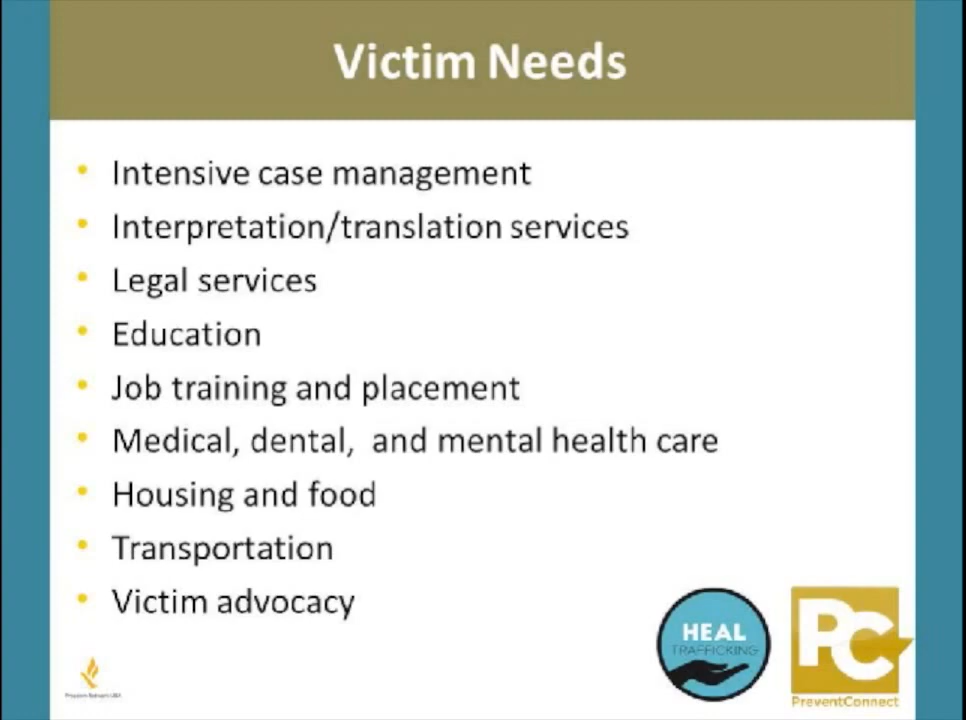 Victim Needs
• Intensive case management
• Interpretation/translation services
• Legal services
• Education
• Job training and placement
• Medical, dental, and mental health care
• Housing and food
• Transportation
• Victim advocacy
HEAL
TRAFFICKING
PC
PreventConnect